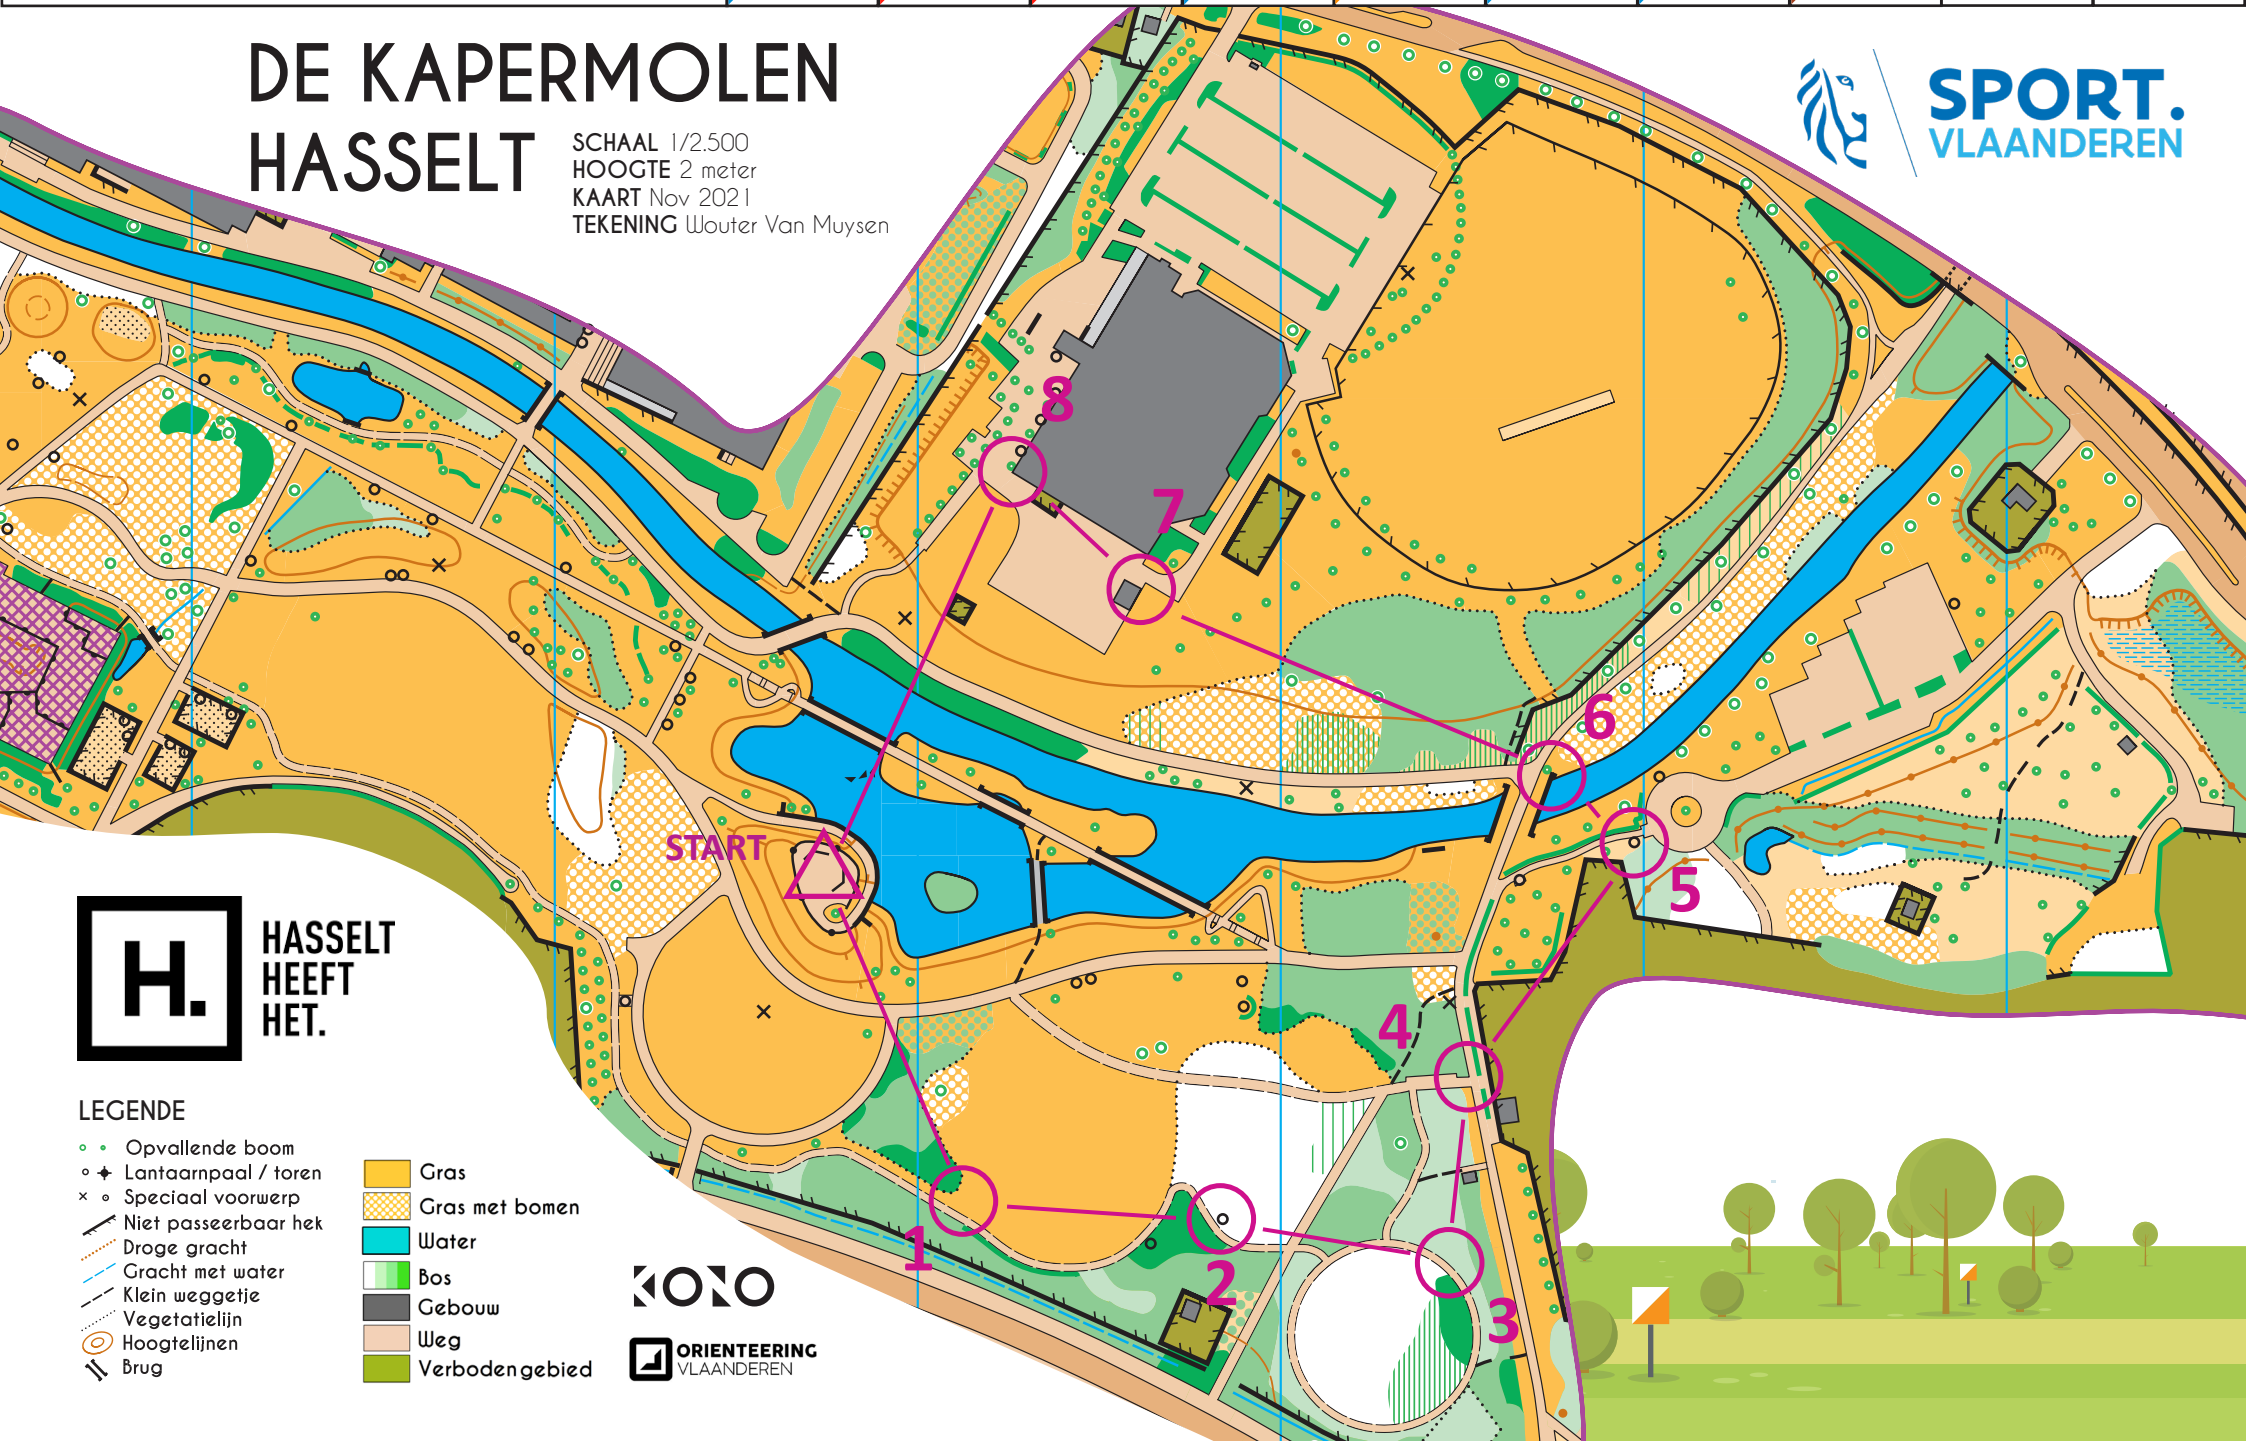 DE KAPERMOLEN
HASSELT
SCHAAL 1/2.500
HOOGTE 2 meter
KAART Nov 2021
TEKENING Wouter Van Muysen
SPORT.
VLAANDEREN
8
7
6
START
5
4
H.
HASSELT
HEEFT
HET.
1
2
3
LEGENDE
Opvallende boom
Lantaarnpaal / toren
Speciaal voorwerp
Niet passeerbaar hek
Droge gracht
Gracht met water
Klein weggetje
Vegetatielijn
Hoogtelijnen
Brug
Gras
Gras met bomen
Water
Bos
Gebouw
Weg
Verboden gebied
KOKO
ORIENTEERING
VLAANDEREN